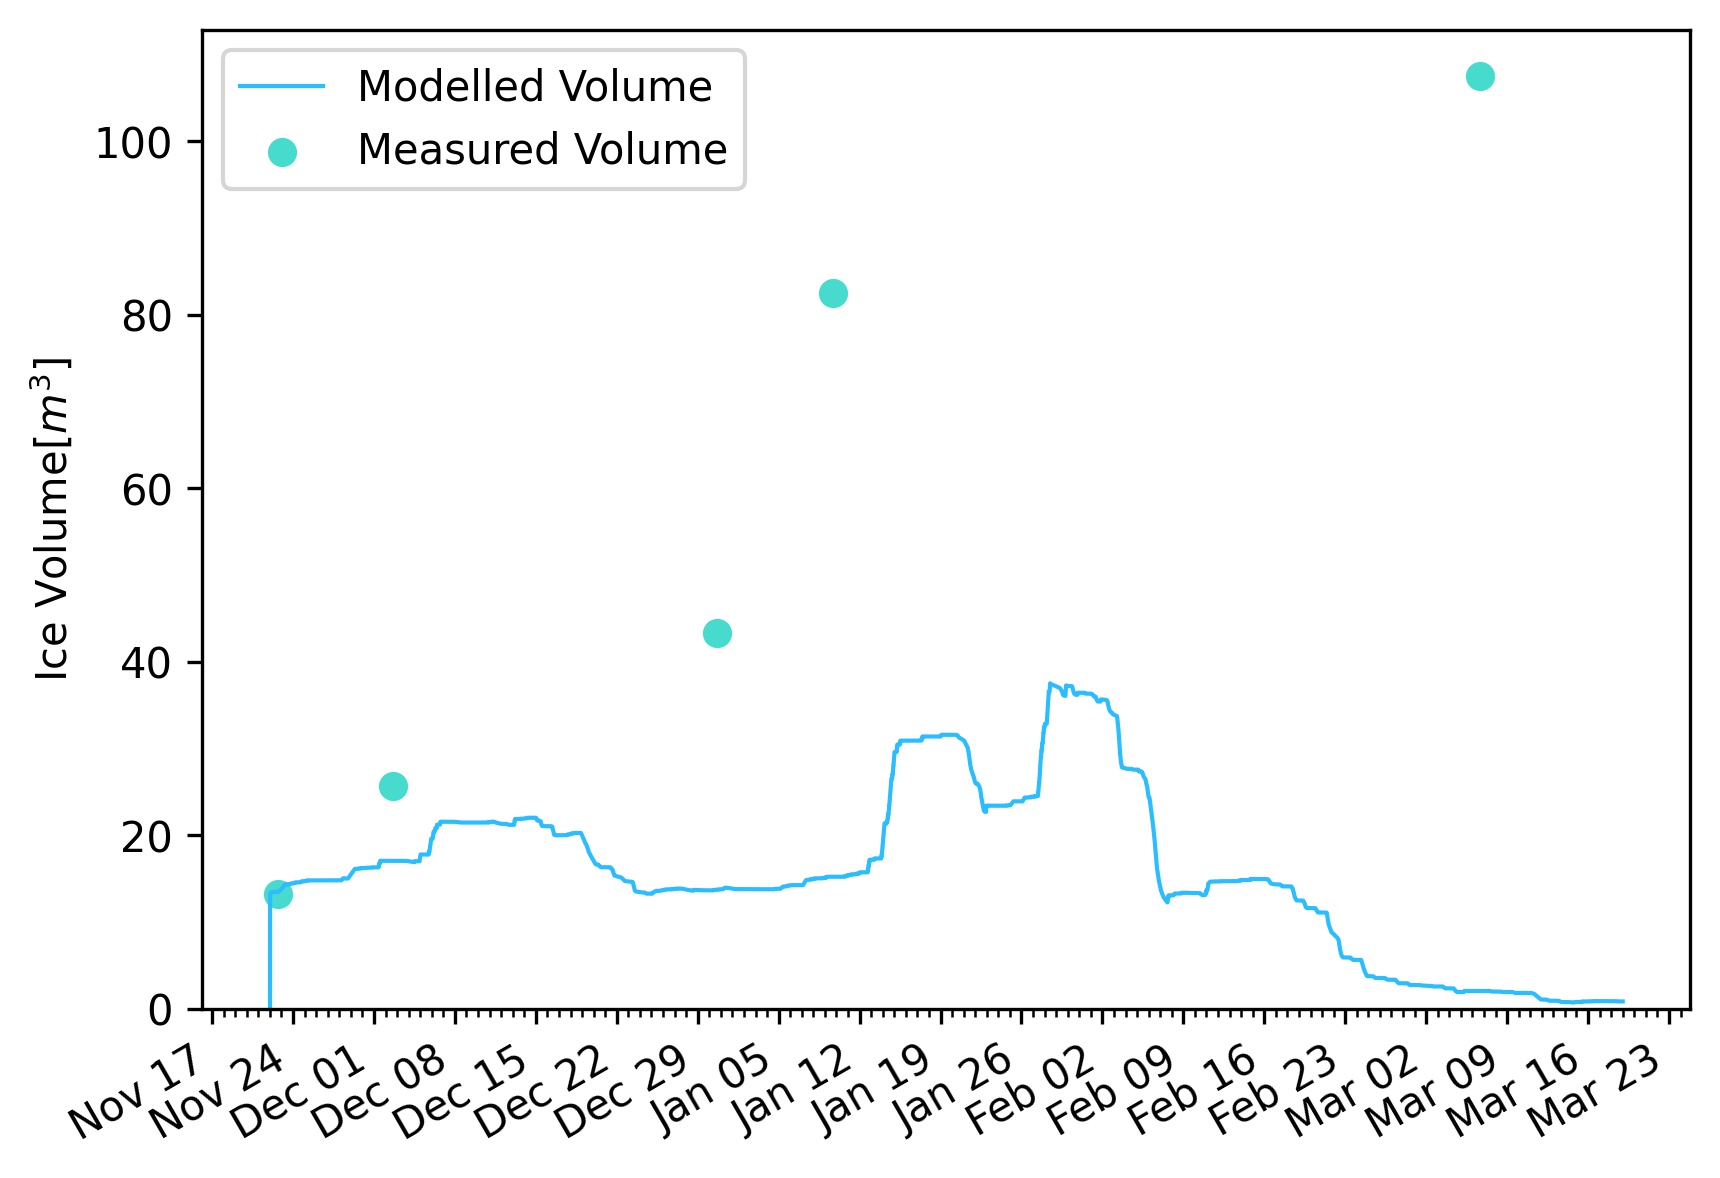 Modelled Volume
Measured Volume
Ice Volume[m³]
100
80
60
40
20
0
Nov 17
Nov 24
Dec 01
Dec 08
Dec 15
Dec 22
Dec 29
Jan 05
Jan 12
Jan 19
Jan 26
Feb 02
Feb 09
Feb 16
Feb 23
Mar 02
Mar 09
Mar 16
Mar 23